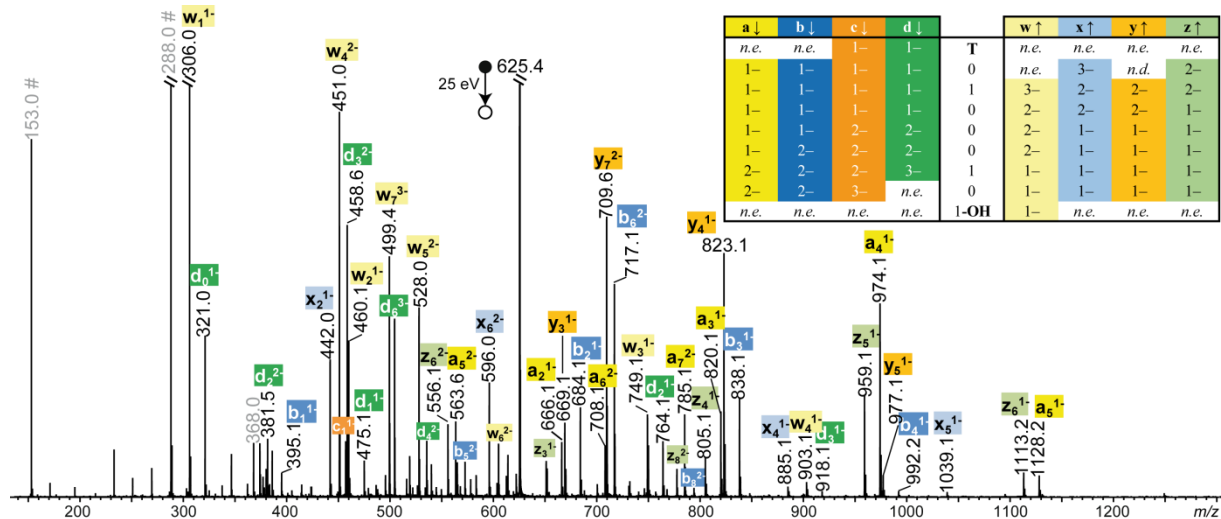 153.0 #
288.0 #
306.0
w1 1-
321.0
d0 1-
368.0
381.5
d2 2-
395.1
b1 1-
442.0
x2 1-
451.0
w4 2-
458.6
d3 2-
460.1
w2 1-
c1 1-
475.1
d1 1-
499.4
w7 3-
d6 3-
528.0
w5 2-
d4 2-
556.1
z6 2-
563.6
a5 2-
b5 2-
596.0
x6 2-
w6 2-
25 eV
625.4
z3 1-
666.1
a2 1-
669.1
y3 1-
684.1
b2 1-
708.1
a6 2-
709.6
y7 2-
717.1
b6 2-
749.1
w3 1-
764.1
d2 1-
z8 2-
785.1
a7 2-
b8 2-
805.1
z4 1-
820.1
a3 1-
823.1
y4 1-
838.1
b3 1-
885.1
x4 1-
903.1
w4 1-
918.1
d3 1-
959.1
z5 1-
974.1
a4 1-
977.1
y5 1-
992.2
b4 1-
1039.1
x5 1-
1113.2
z6 1-
1128.2
a5 1-
200 300 400 500 600 700 800 900 1000 1100 1200 m/z
a ↓ b ↓ c ↓ d ↓ w ↑ x ↑ y ↑ z ↑
n.e. n.e. 1– 1– T n.e. n.e. n.e. n.e.
1– 1– 1– 1– 0 n.e. 3– n.d. 2–
1– 1– 1– 1– 1 3– 2– 2– 2–
1– 1– 1– 1– 0 2– 2– 2– 1–
1– 1– 2– 2– 0 2– 1– 1– 1–
1– 2– 2– 2– 0 2– 1– 1– 1–
2– 2– 2– 3– 1 1– 1– 1– 1–
2– 2– 3– n.e. 0 1– 1– 1– 1–
n.e. n.e. n.e. n.e. 1-OH 1– n.e. n.e. n.e.